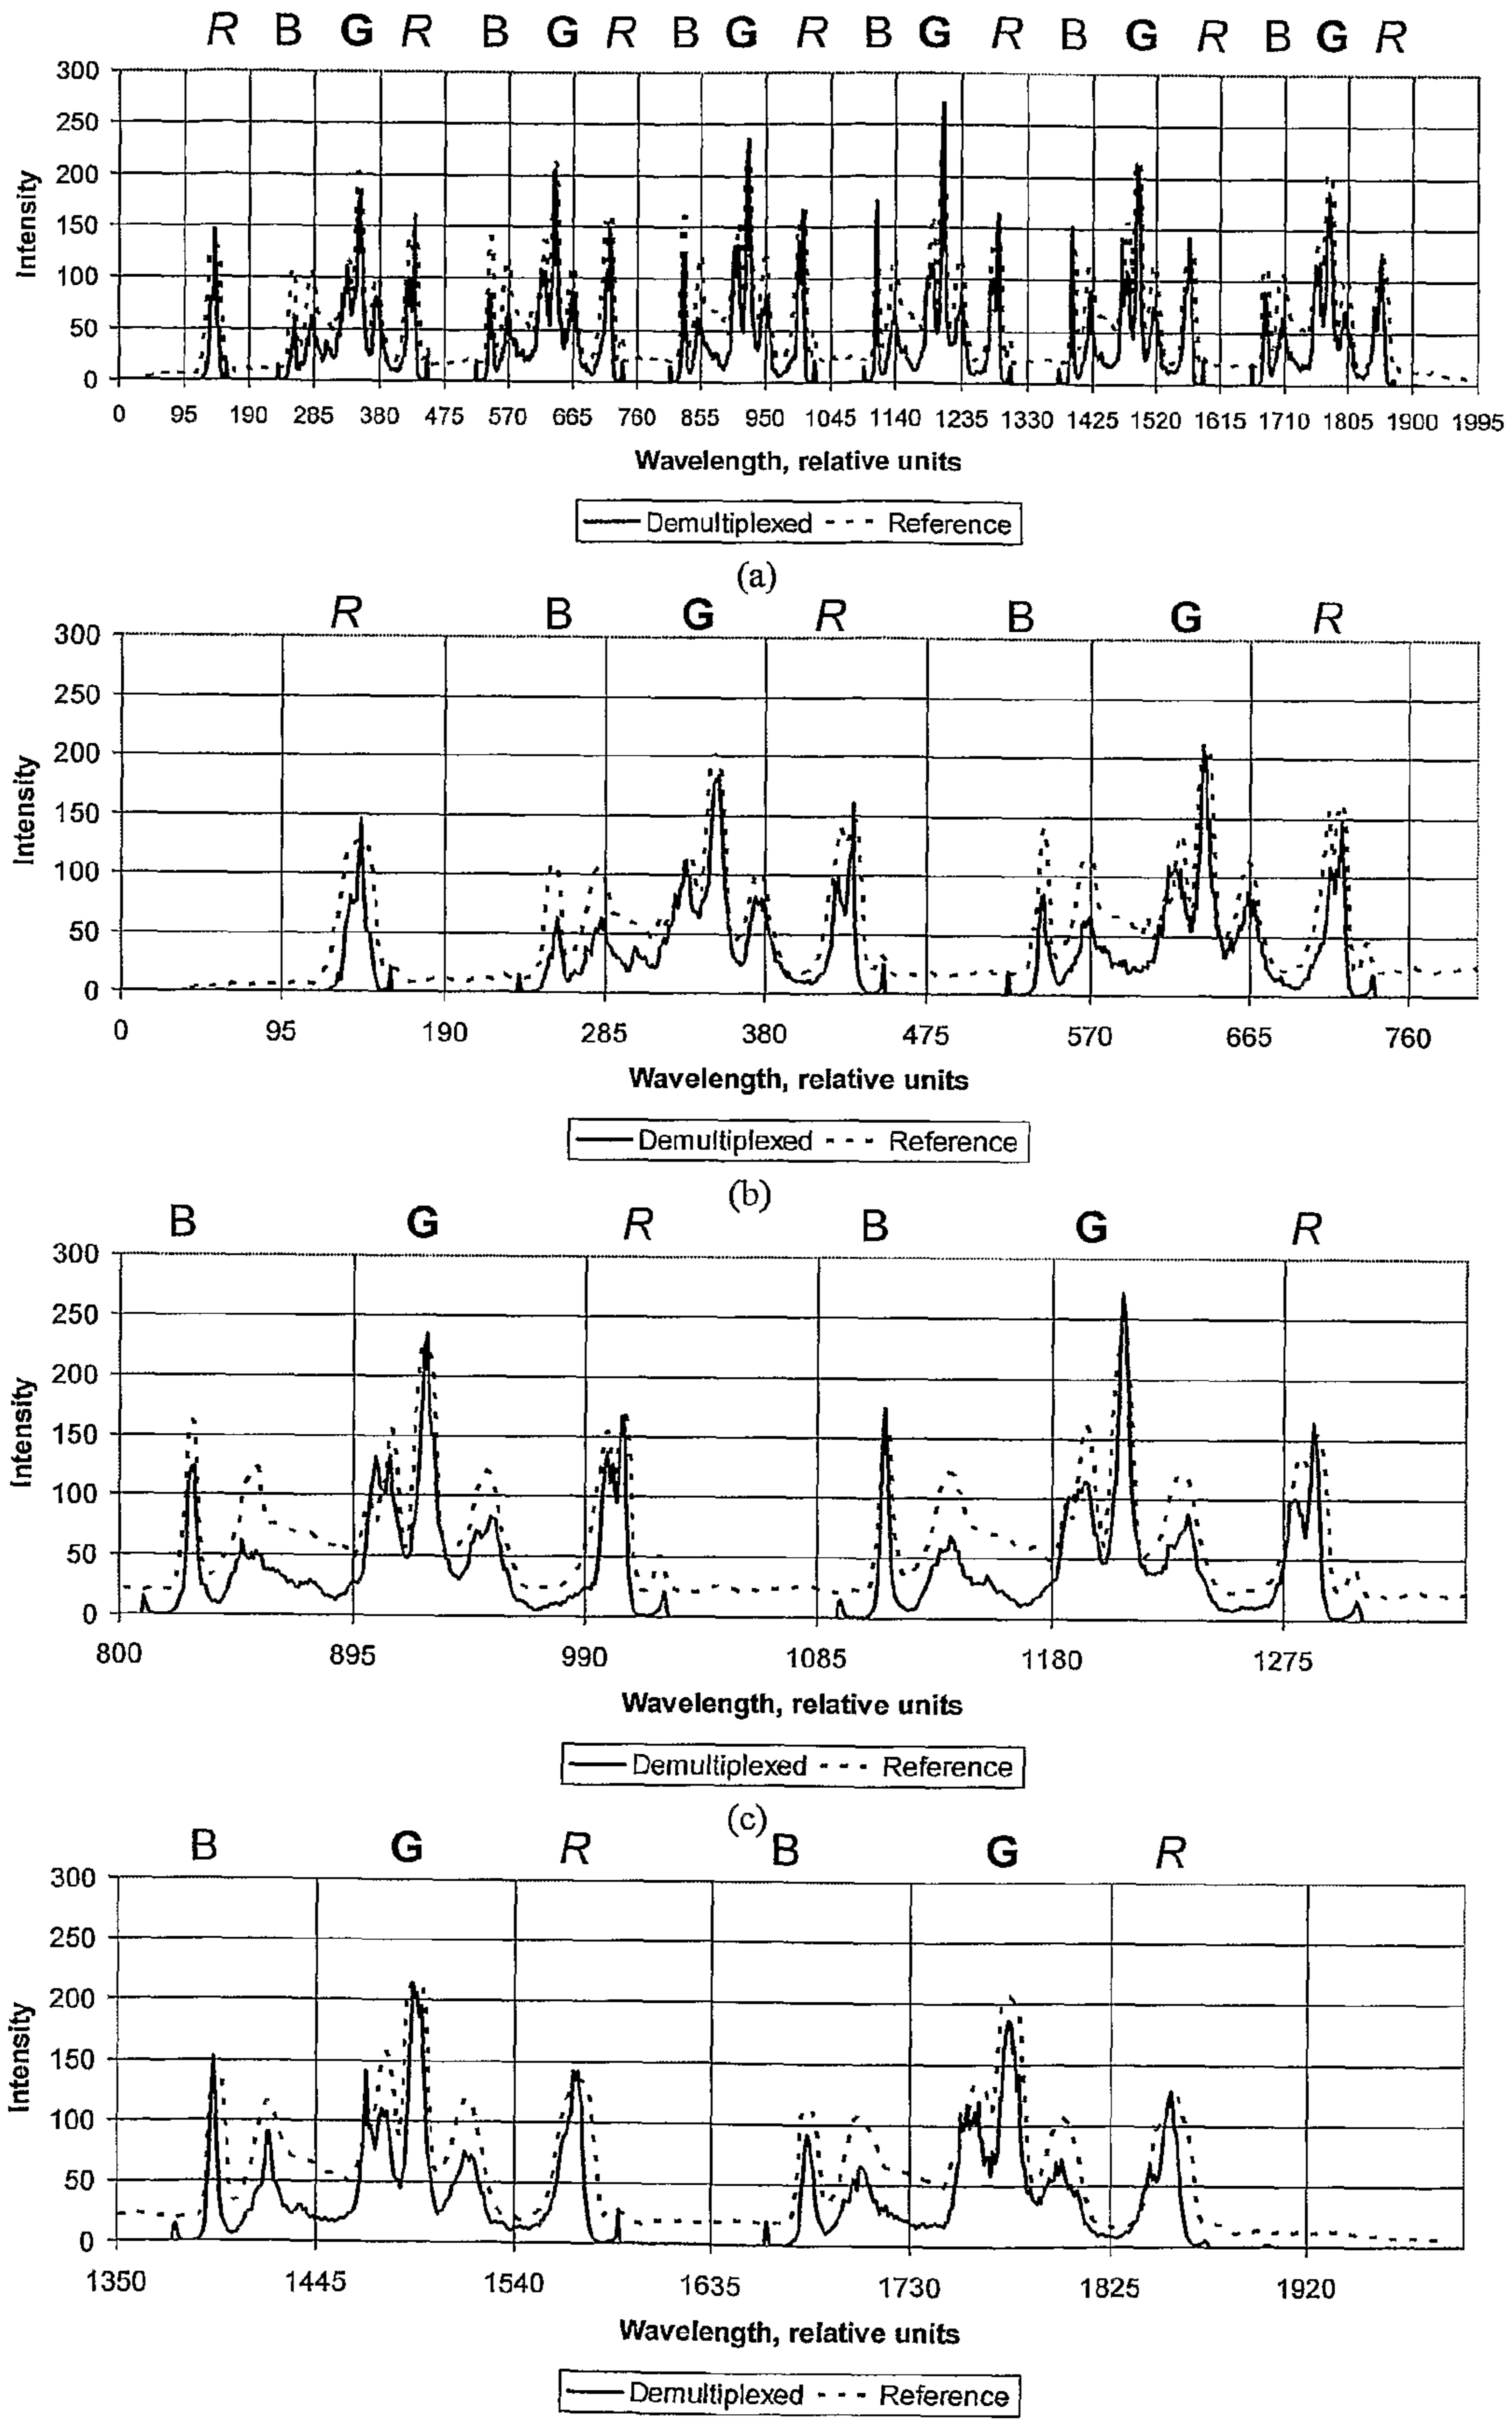 R B G R B G R B G R B G R B G R B G R
300
250
200
150
100
50
0
Intensity
0 95 190 285 380 475 570 665 760 855 950 1045 1140 1235 1330 1425 1520 1615 1710 1805 1900 1995
Wavelength, relative units
Demultiplexed Reference
(a)
R B G R B G R
300
250
200
150
100
50
0
Intensity
0 95 190 285 380 475 570 665 760
Wavelength, relative units
Demultiplexed Reference
(b)
B G R B G R
300
250
200
150
100
50
0
Intensity
800 895 990 1085 1180 1275
Wavelength, relative units
Demultiplexed Reference
(c)
B G R B G R
300
250
200
150
100
50
0
Intensity
1350 1445 1540 1635 1730 1825 1920
Wavelength, relative units
Demultiplexed Reference